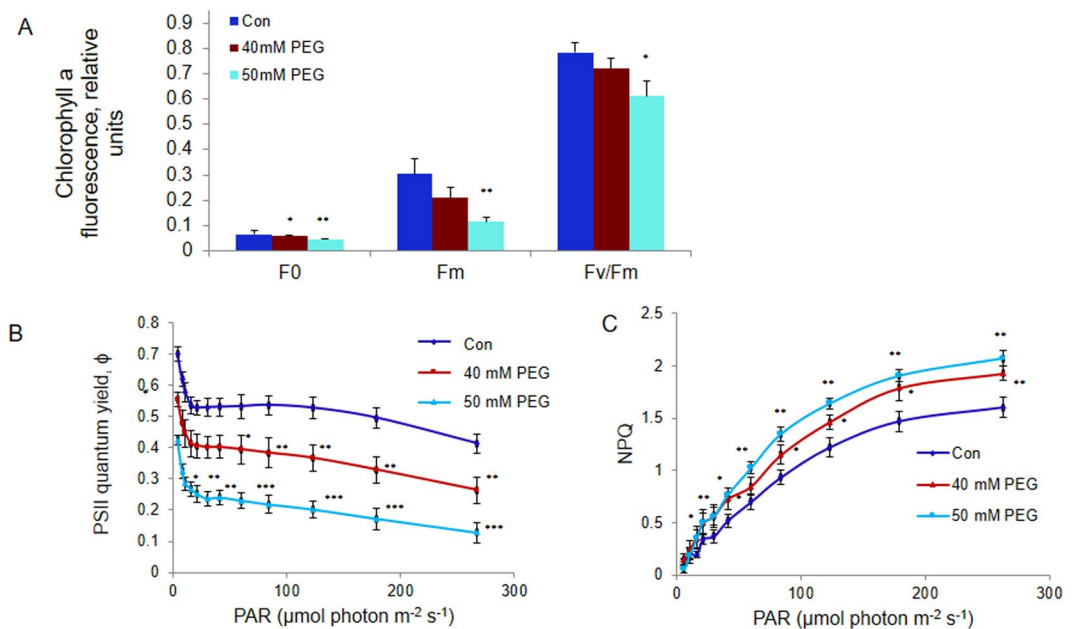 A
Chlorophyll a
fluorescence, relative
units
0.9
0.8
0.7
0.6
0.5
0.4
0.3
0.2
0.1
0
Con
40mM PEG
50mM PEG
* ** ** *
F0 Fm Fv/Fm
B
PSII quantum yield, ϕ
0.8
0.7
0.6
0.5
0.4
0.3
0.2
0.1
0
Con
40 mM PEG
50 mM PEG
*
* ** ** ** **
* ** ** *** *** *** ***
0 100 200 300
PAR (µmol photon m-2 s-1)
C
NPQ
2.5
2
1.5
1
0.5
0
** ** ** ** ** * ** *
** * * *
Con
40 mM PEG
50 mM PEG
0 100 200 300
PAR (µmol photon m-2 s-1)